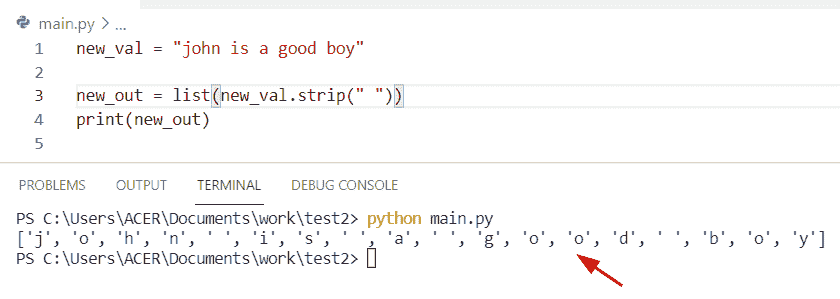 main.py > ...
1 new_val = "john is a good boy"
2
3 new_out = list(new_val.strip(" "))
4 print(new_out)
5
PROBLEMS OUTPUT TERMINAL DEBUG CONSOLE
PS C:\Users\ACER\Documents\work\test2> python main.py
['j', 'o', 'h', 'n', ' ', 'i', 's', ' ', 'a', ' ', 'g', 'o', 'o', 'd', ' ', 'b', 'o', 'y']
PS C:\Users\ACER\Documents\work\test2>